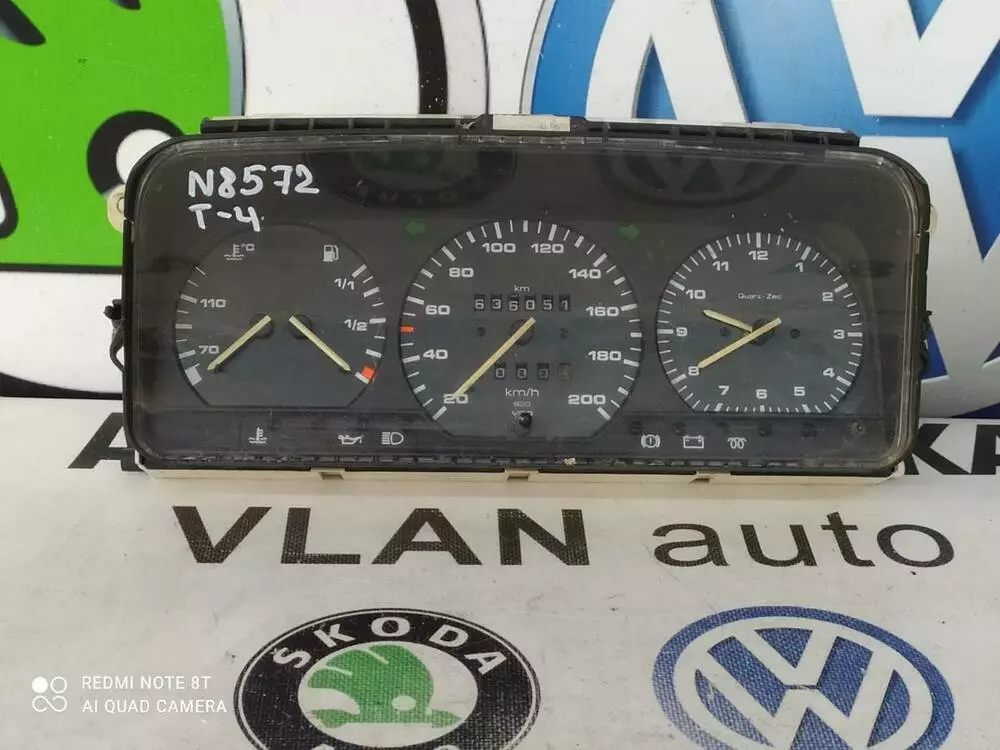 N8572
T-4
°C
110
70
1/1
1/2
100 120
80 140
60 160
40 180
20 200
km
636051
000
km/h
VDO
12
11 1
10 2
9 3
8 4
7 5
6
Quarz-Zeit
VLAN auto
ŠKODA
REDMI NOTE 8T
AI QUAD CAMERA